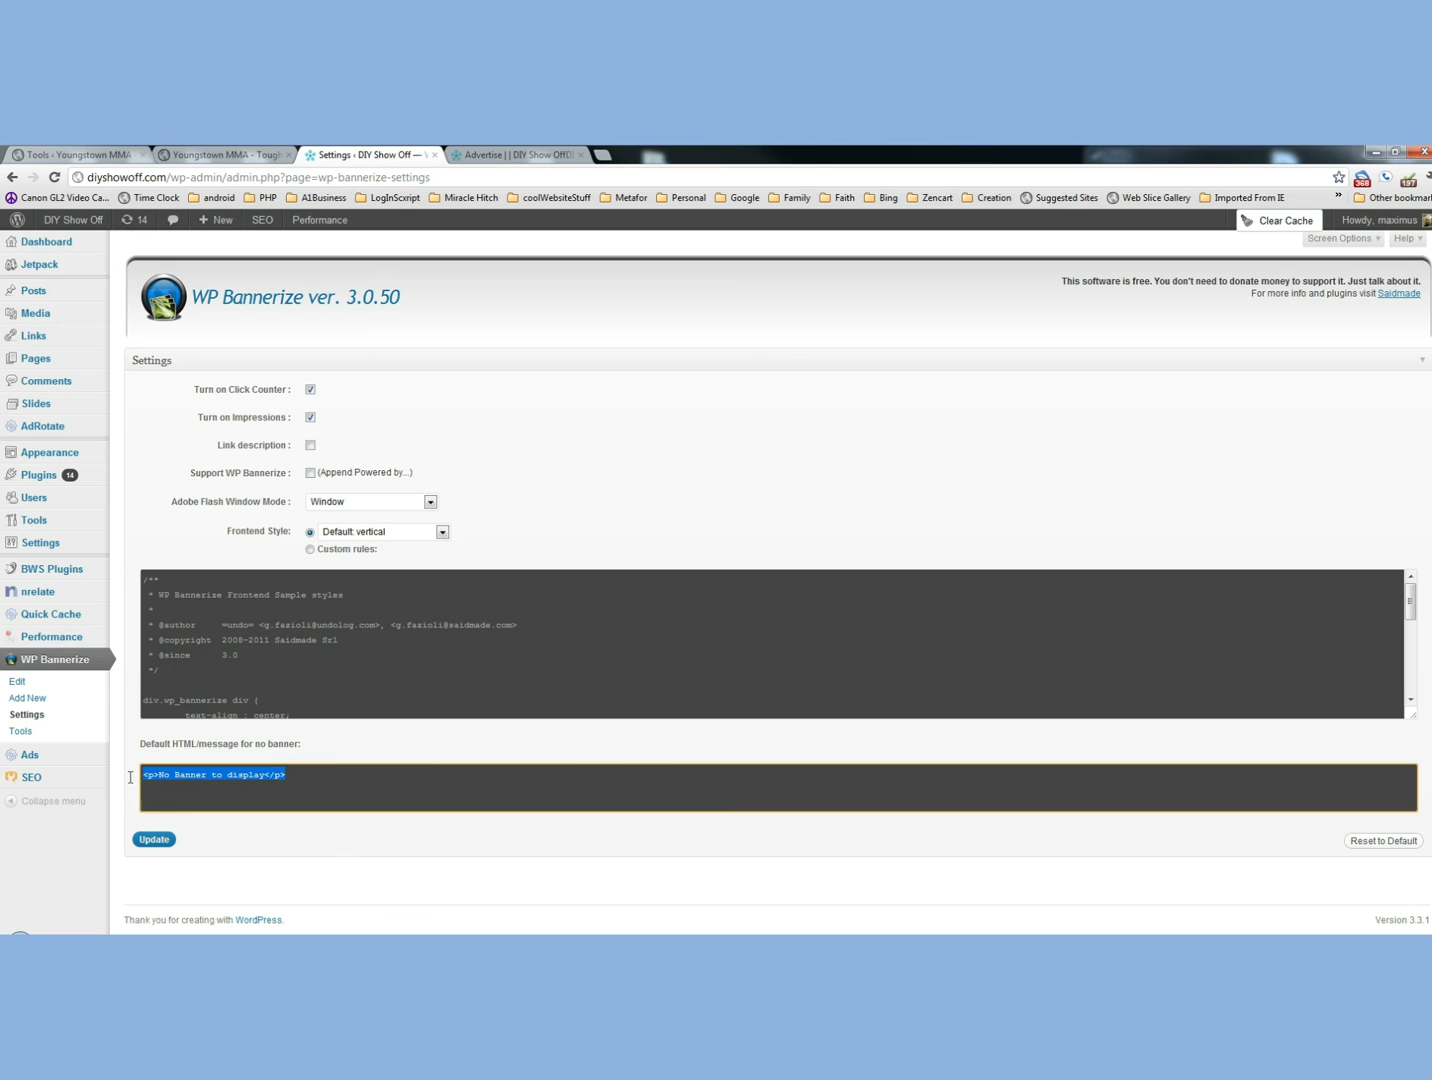 Tools ‹ Youngstown MMA
Youngstown MMA - Tough
Settings ‹ DIY Show Off —
Advertise | | DIY Show OffDI
diyshowoff.com/wp-admin/admin.php?page=wp-bannerize-settings
368
197
Canon GL2 Video Ca...
Time Clock
android
PHP
A1Business
LogInScxript
Miracle Hitch
coolWebsiteStuff
Metafor
Personal
Google
Family
Faith
Bing
Zencart
Creation
Suggested Sites
Web Slice Gallery
Imported From IE
»
Other bookmar
DIY Show Off
14
+ New
SEO
Performance
Clear Cache
Howdy, maximus
Screen Options
Help
Dashboard
Jetpack
Posts
Media
Links
Pages
Comments
Slides
AdRotate
Appearance
Plugins 14
Users
Tools
Settings
BWS Plugins
nrelate
Quick Cache
Performance
WP Bannerize
Edit
Add New
Settings
Tools
Ads
SEO
Collapse menu
WP Bannerize ver. 3.0.50
This software is free. You don't need to donate money to support it. Just talk about it.
For more info and plugins visit Saidmade
Settings
Turn on Click Counter :
Turn on Impressions :
Link description :
Support WP Bannerize : (Append Powered by...)
Adobe Flash Window Mode : Window
Frontend Style: Default: vertical
Custom rules:
/**
* WP Bannerize Frontend Sample styles
*
* @author =undo= <g.fazioli@undolog.com>, <g.fazioli@saidmade.com>
* @copyright 2008-2011 Saidmade Srl
* @since 3.0
*/
div.wp_bannerize div {
text-align : center;
Default HTML/message for no banner:
<p>No Banner to display</p>
Update
Reset to Default
Thank you for creating with WordPress.
Version 3.3.1